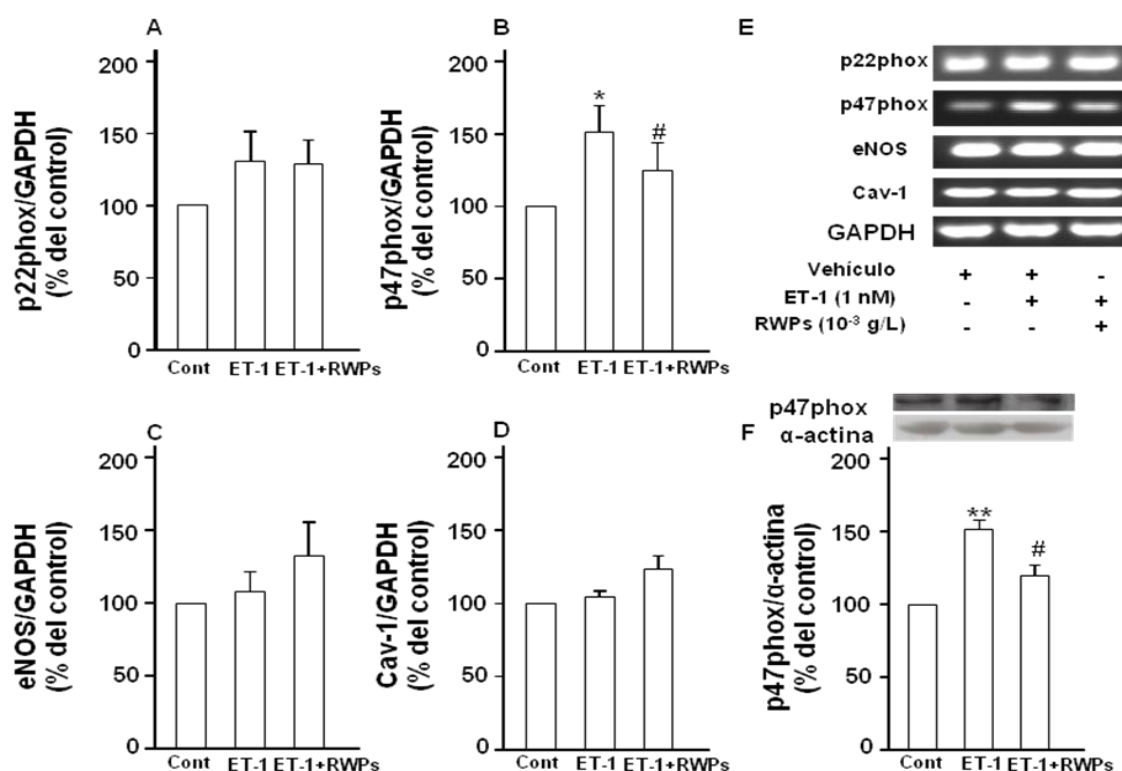 A
p22phox/GAPDH
(% del control)
200
150
100
50
0
Cont ET-1 ET-1+RWPs
B
p47phox/GAPDH
(% del control)
200
150
100
50
0
*
#
Cont ET-1 ET-1+RWPs
E
p22phox
p47phox
eNOS
Cav-1
GAPDH
Vehículo + + -
ET-1 (1 nM) - + +
RWPs (10⁻³ g/L) - - +
C
eNOS/GAPDH
(% del control)
200
150
100
50
0
Cont ET-1 ET-1+RWPs
D
Cav-1/GAPDH
(% del control)
200
150
100
50
0
Cont ET-1 ET-1+RWPs
p47phox
F α-actina
p47phox/α-actina
(% del control)
200
150
100
50
0
**
#
Cont ET-1 ET-1+RWPs